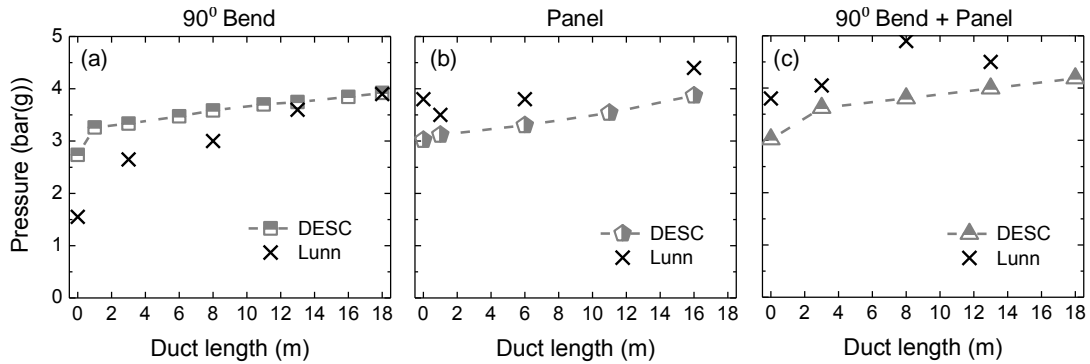 90⁰ Bend
Panel
90⁰ Bend + Panel
Pressure (bar(g))
5
4
3
2
1
0
(a)
DESC
Lunn
0 2 4 6 8 10 12 14 16 18
Duct length (m)
(b)
DESC
Lunn
0 2 4 6 8 10 12 14 16 18
Duct length (m)
(c)
DESC
Lunn
0 2 4 6 8 10 12 14 16 18
Duct length (m)